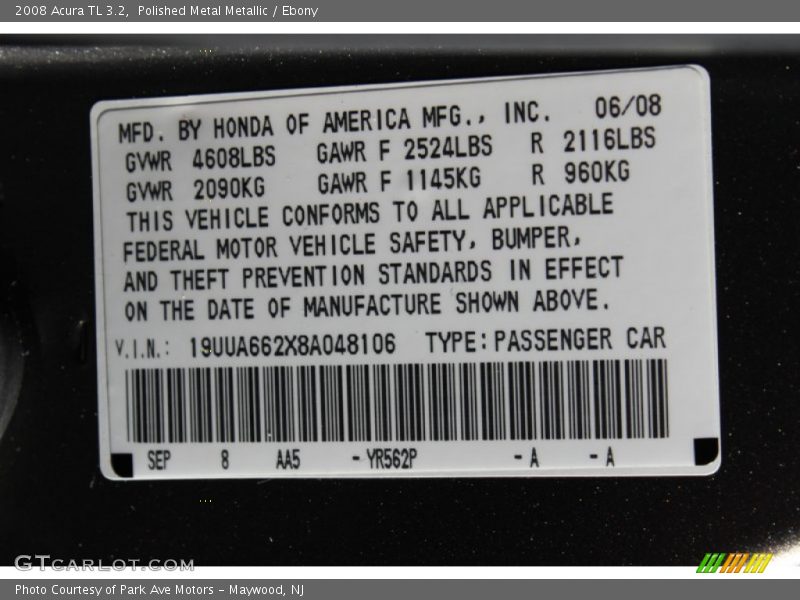 2008 Acura TL 3.2, Polished Metal Metallic / Ebony
MFD. BY HONDA OF AMERICA MFG., INC. 06/08
GVWR 4608LBS GAWR F 2524LBS R 2116LBS
GVWR 2090KG GAWR F 1145KG R 960KG
THIS VEHICLE CONFORMS TO ALL APPLICABLE
FEDERAL MOTOR VEHICLE SAFETY, BUMPER,
AND THEFT PREVENTION STANDARDS IN EFFECT
ON THE DATE OF MANUFACTURE SHOWN ABOVE.
V.I.N.: 19UUA662X8A048106 TYPE: PASSENGER CAR
SEP 8 AA5 - YR562P - A - A
GTCARLOT.COM
Photo Courtesy of Park Ave Motors – Maywood, NJ